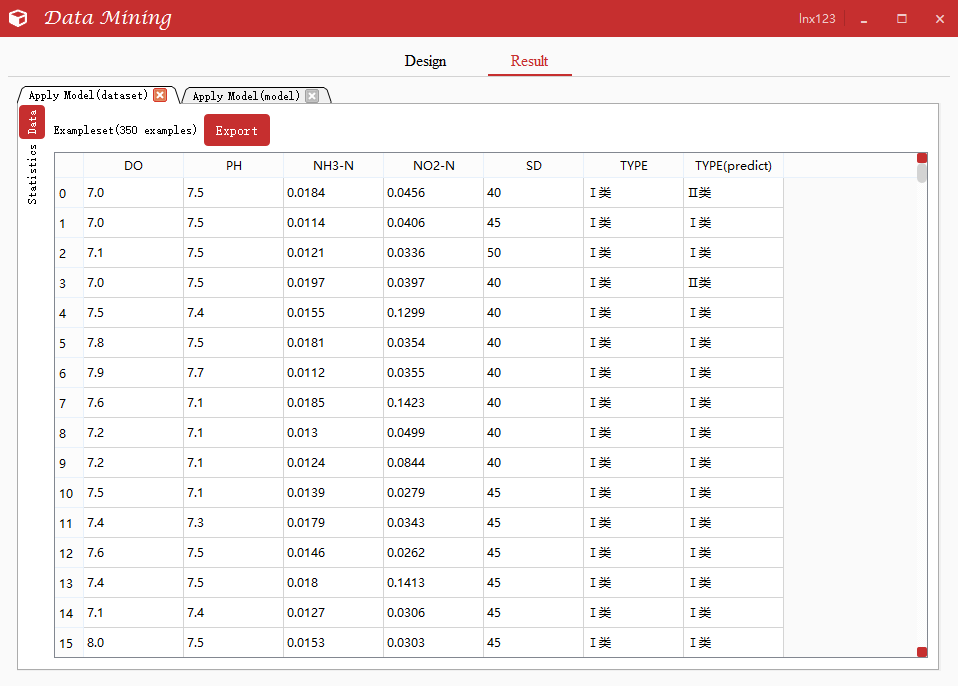 Data Mining lnx123
Design Result
Apply Model(dataset) Apply Model(model)
Data
Statistics
Exampleset(350 examples) Export
DO PH NH3-N NO2-N SD TYPE TYPE(predict)
0 7.0 7.5 0.0184 0.0456 40 Ⅰ类 Ⅱ类
1 7.0 7.5 0.0114 0.0406 45 Ⅰ类 Ⅰ类
2 7.1 7.5 0.0121 0.0336 50 Ⅰ类 Ⅰ类
3 7.0 7.5 0.0197 0.0397 40 Ⅰ类 Ⅱ类
4 7.5 7.4 0.0155 0.1299 40 Ⅰ类 Ⅰ类
5 7.8 7.5 0.0181 0.0354 40 Ⅰ类 Ⅰ类
6 7.9 7.7 0.0112 0.0355 40 Ⅰ类 Ⅰ类
7 7.6 7.1 0.0185 0.1423 40 Ⅰ类 Ⅰ类
8 7.2 7.1 0.013 0.0499 40 Ⅰ类 Ⅰ类
9 7.2 7.1 0.0124 0.0844 40 Ⅰ类 Ⅰ类
10 7.5 7.1 0.0139 0.0279 45 Ⅰ类 Ⅰ类
11 7.4 7.3 0.0179 0.0343 45 Ⅰ类 Ⅰ类
12 7.6 7.5 0.0146 0.0262 45 Ⅰ类 Ⅰ类
13 7.4 7.5 0.018 0.1413 45 Ⅰ类 Ⅰ类
14 7.1 7.4 0.0127 0.0306 45 Ⅰ类 Ⅰ类
15 8.0 7.5 0.0153 0.0303 45 Ⅰ类 Ⅰ类